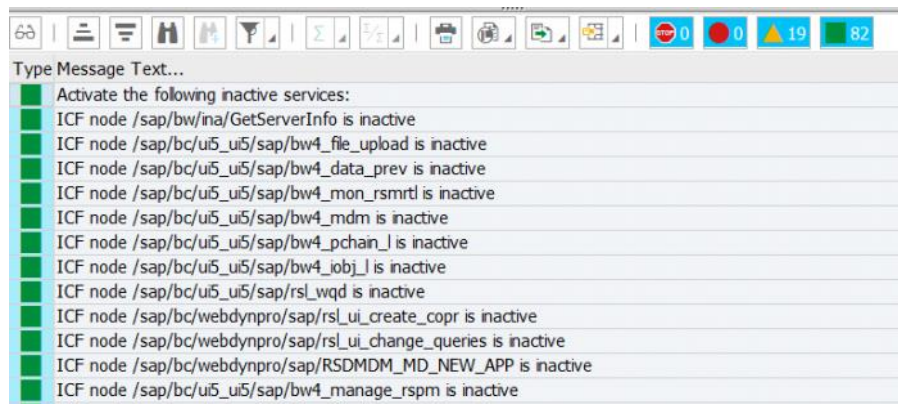 STOP 0 0 19 82
Type Message Text...
Activate the following inactive services:
ICF node /sap/bw/ina/GetServerInfo is inactive
ICF node /sap/bc/ui5_ui5/sap/bw4_file_upload is inactive
ICF node /sap/bc/ui5_ui5/sap/bw4_data_prev is inactive
ICF node /sap/bc/ui5_ui5/sap/bw4_mon_rsmrtl is inactive
ICF node /sap/bc/ui5_ui5/sap/bw4_mdm is inactive
ICF node /sap/bc/ui5_ui5/sap/bw4_pchain_l is inactive
ICF node /sap/bc/ui5_ui5/sap/bw4_iobj_l is inactive
ICF node /sap/bc/ui5_ui5/sap/rsl_wqd is inactive
ICF node /sap/bc/webdynpro/sap/rsl_ui_create_copr is inactive
ICF node /sap/bc/webdynpro/sap/rsl_ui_change_queries is inactive
ICF node /sap/bc/webdynpro/sap/RSDMDM_MD_NEW_APP is inactive
ICF node /sap/bc/ui5_ui5/sap/bw4_manage_rspm is inactive